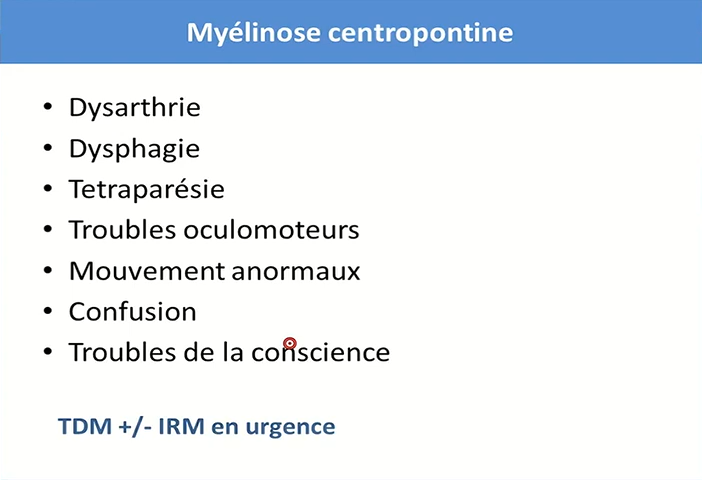 Myélinose centropontine
• Dysarthrie
• Dysphagie
• Tetraparésie
• Troubles oculomoteurs
• Mouvement anormaux
• Confusion
• Troubles de la conscience
TDM +/- IRM en urgence